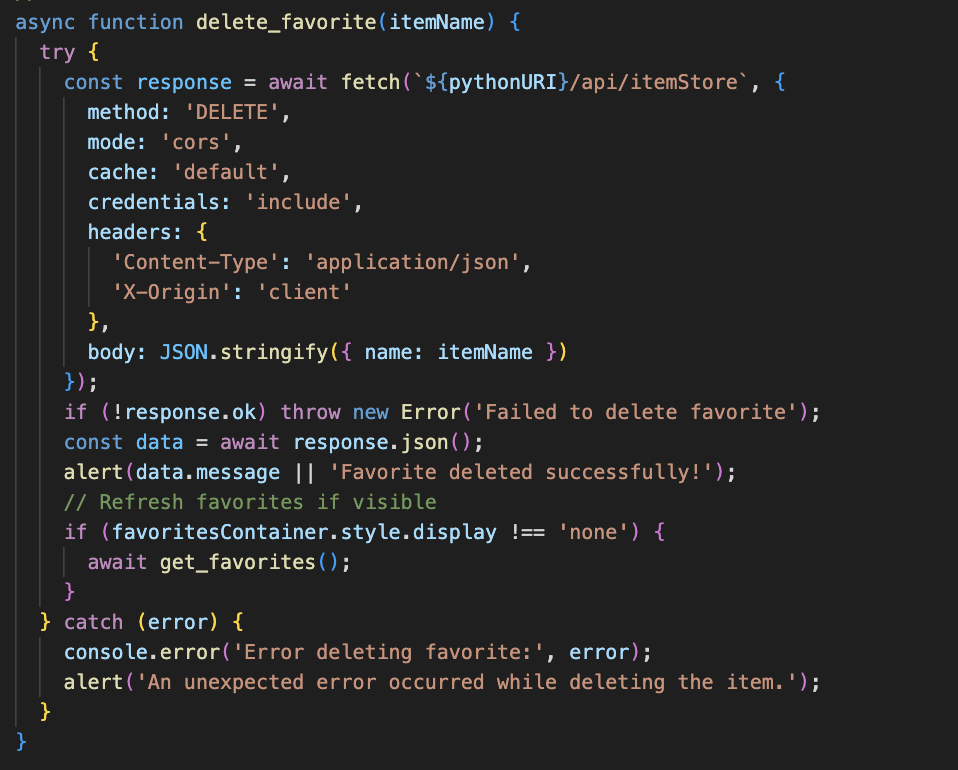 async function delete_favorite(itemName) {
try {
const response = await fetch(`${pythonURI}/api/itemStore`, {
method: 'DELETE',
mode: 'cors',
cache: 'default',
credentials: 'include',
headers: {
'Content-Type': 'application/json',
'X-Origin': 'client'
},
body: JSON.stringify({ name: itemName })
});
if (!response.ok) throw new Error('Failed to delete favorite');
const data = await response.json();
alert(data.message || 'Favorite deleted successfully!');
// Refresh favorites if visible
if (favoritesContainer.style.display !== 'none') {
await get_favorites();
}
} catch (error) {
console.error('Error deleting favorite:', error);
alert('An unexpected error occurred while deleting the item.');
}
}